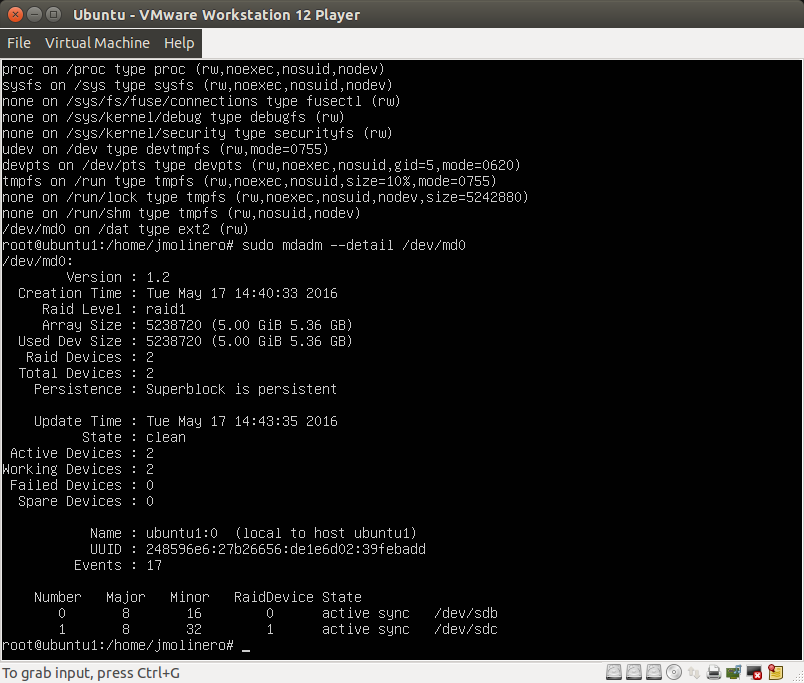 Ubuntu - VMware Workstation 12 Player
File Virtual Machine Help
proc on /proc type proc (rw,noexec,nosuid,nodev)
sysfs on /sys type sysfs (rw,noexec,nosuid,nodev)
none on /sys/fs/fuse/connections type fusectl (rw)
none on /sys/kernel/debug type debugfs (rw)
none on /sys/kernel/security type securityfs (rw)
udev on /dev type devtmpfs (rw,mode=0755)
devpts on /dev/pts type devpts (rw,noexec,nosuid,gid=5,mode=0620)
tmpfs on /run type tmpfs (rw,noexec,nosuid,size=10%,mode=0755)
none on /run/lock type tmpfs (rw,noexec,nosuid,nodev,size=5242880)
none on /run/shm type tmpfs (rw,nosuid,nodev)
/dev/md0 on /dat type ext2 (rw)
root@ubuntu1:/home/jmolinero# sudo mdadm --detail /dev/md0
/dev/md0:
Version : 1.2
Creation Time : Tue May 17 14:40:33 2016
Raid Level : raid1
Array Size : 5238720 (5.00 GiB 5.36 GB)
Used Dev Size : 5238720 (5.00 GiB 5.36 GB)
Raid Devices : 2
Total Devices : 2
Persistence : Superblock is persistent
Update Time : Tue May 17 14:43:35 2016
State : clean
Active Devices : 2
Working Devices : 2
Failed Devices : 0
Spare Devices : 0
Name : ubuntu1:0 (local to host ubuntu1)
UUID : 248596e6:27b26656:de1e6d02:39febadd
Events : 17
Number Major Minor RaidDevice State
0 8 16 0 active sync /dev/sdb
1 8 32 1 active sync /dev/sdc
root@ubuntu1:/home/jmolinero# _
To grab input, press Ctrl+G